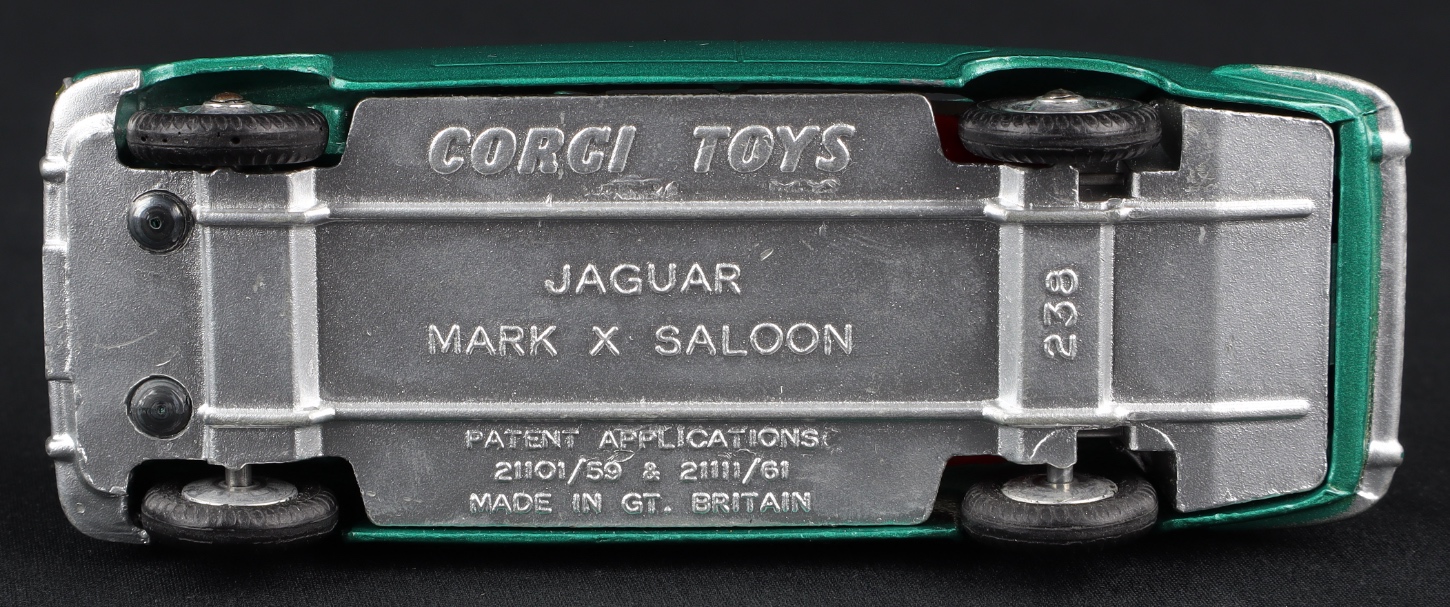 CORGI TOYS
JAGUAR
MARK X SALOON
238
PATENT APPLICATIONS
21101/59 & 21111/61
MADE IN GT. BRITAIN